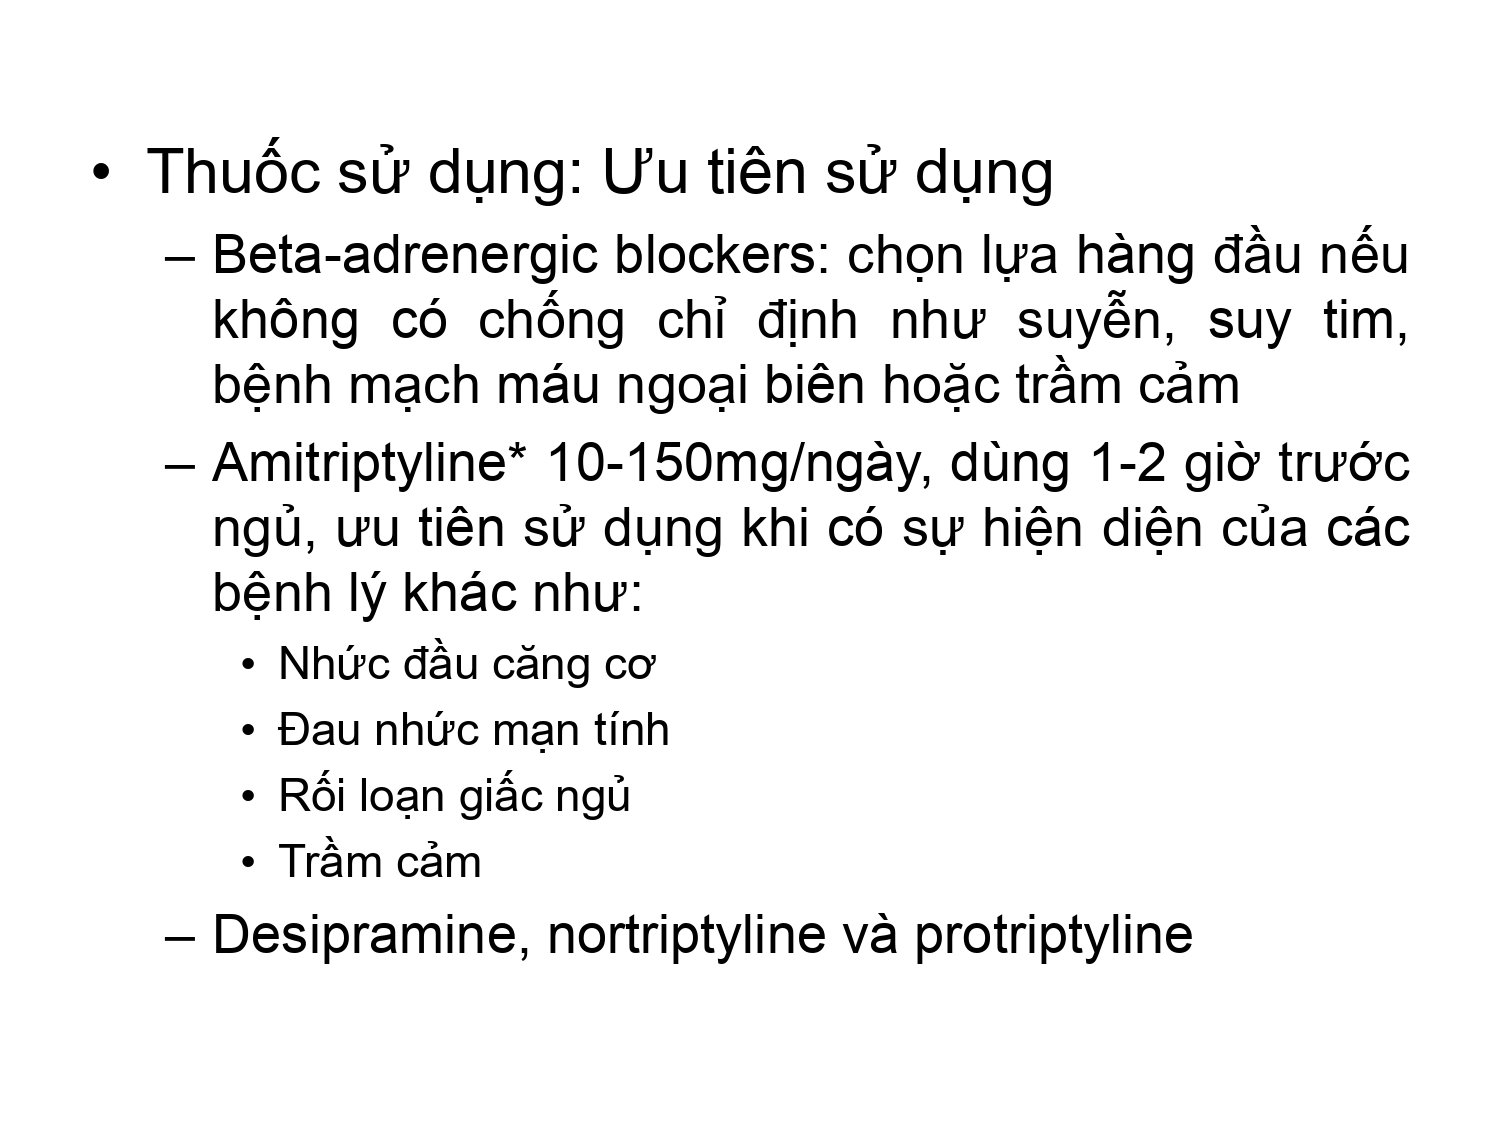 • Thuốc sử dụng: Ưu tiên sử dụng
– Beta-adrenergic blockers: chọn lựa hàng đầu nếu
không có chống chỉ định như suyễn, suy tim,
bệnh mạch máu ngoại biên hoặc trầm cảm
– Amitriptyline* 10-150mg/ngày, dùng 1-2 giờ trước
ngủ, ưu tiên sử dụng khi có sự hiện diện của các
bệnh lý khác như:
• Nhức đầu căng cơ
• Đau nhức mạn tính
• Rối loạn giấc ngủ
• Trầm cảm
– Desipramine, nortriptyline và protriptyline